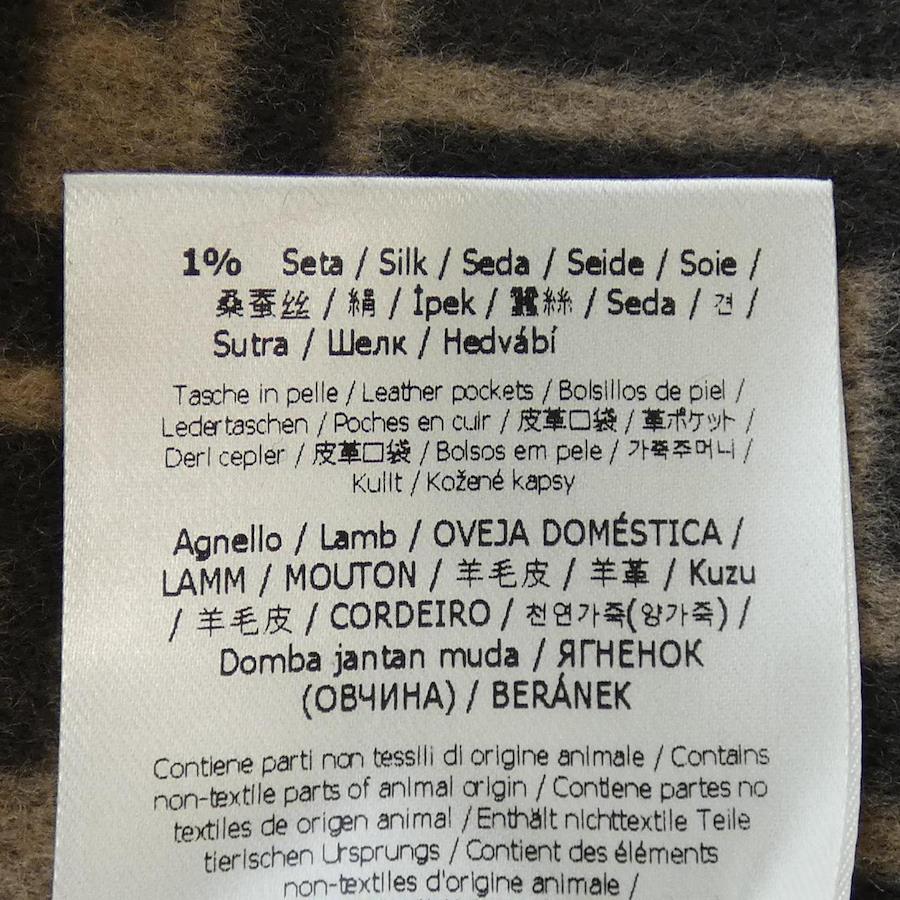 1% Seta / Silk / Seda / Seide / Soie /
桑蚕丝 / 絹 / İpek / 蠶絲 / Seda / 견 /
Sutra / Шелк / Hedvábí
Tasche in pelle / Leather pockets / Bolsillos de piel /
Ledertaschen / Poches en cuir / 皮革口袋 / 革ポケット /
Deri cepler / 皮革口袋 / Bolsos em pele / 가죽주머니 /
Kulit / Kožené kapsy
Agnello / Lamb / OVEJA DOMÉSTICA /
LAMM / MOUTON / 羊毛皮 / 羊革 / Kuzu
/ 羊毛皮 / CORDEIRO / 천연가죽(양가죽) /
Domba jantan muda / ЯГНЕНОК
(ОВЧИНА) / BERÁNEK
Contiene parti non tessili di origine animale / Contains
non-textile parts of animal origin / Contiene partes no
textiles de origen animal / Enthält nichttextile Teile
tierischen Ursprungs / Contient des éléments
non-textiles d'origine animale /